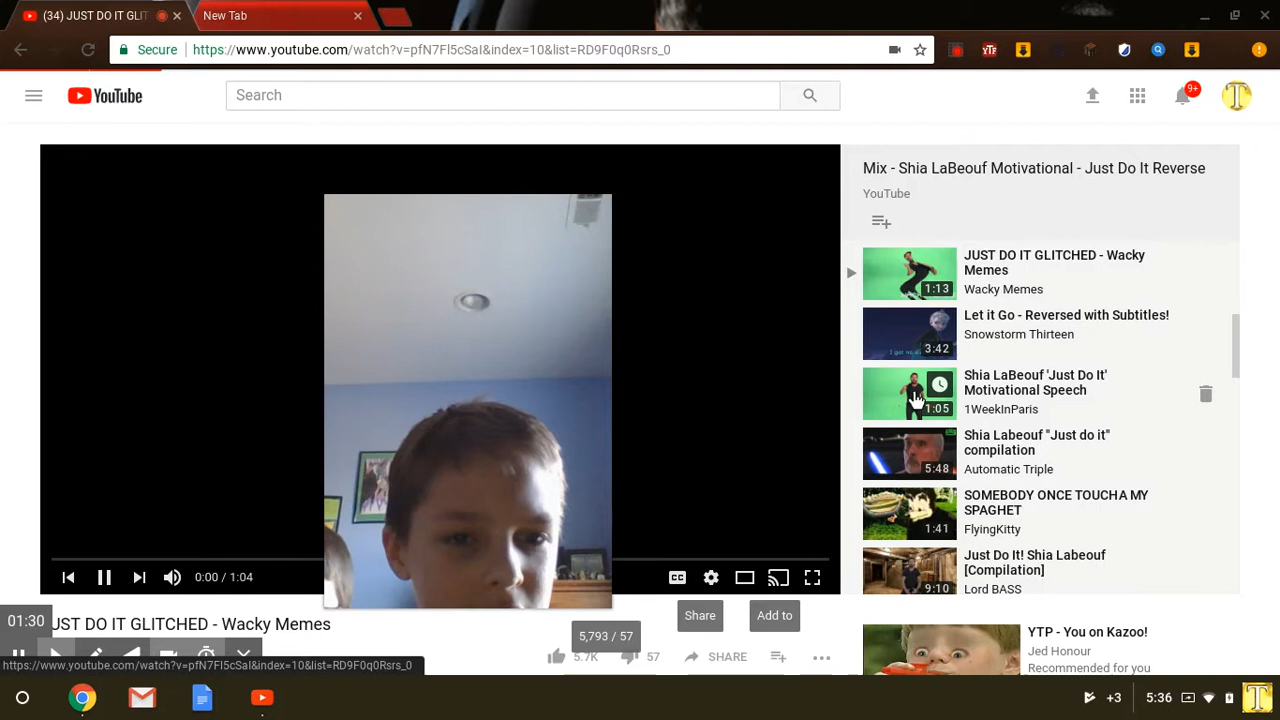 (34) JUST DO IT GLIT
New Tab
Secure
https://www.youtube.com/watch?v=pfN7Fl5cSaI&index=10&list=RD9F0q0Rsrs_0
YTP
YouTube
Search
9+
T
Mix - Shia LaBeouf Motivational - Just Do It Reverse
YouTube
JUST DO IT GLITCHED - Wacky
Memes
Wacky Memes
1:13
Let it Go - Reversed with Subtitles!
Snowstorm Thirteen
3:42
Shia LaBeouf 'Just Do It'
Motivational Speech
1WeekInParis
1:05
Shia Labeouf "Just do it"
compilation
Automatic Triple
5:48
SOMEBODY ONCE TOUCHA MY
SPAGHET
FlyingKitty
1:41
Just Do It! Shia Labeouf
[Compilation]
Lord BASS
9:10
0:00 / 1:04
CC
01:30
UST DO IT GLITCHED - Wacky Memes
Share
Add to
5,793 / 57
5.7K
57
SHARE
YTP - You on Kazoo!
Jed Honour
Recommended for you
https://www.youtube.com/watch?v=pfN7Fl5cSaI&index=10&list=RD9F0q0Rsrs_0
+3
5:36
T